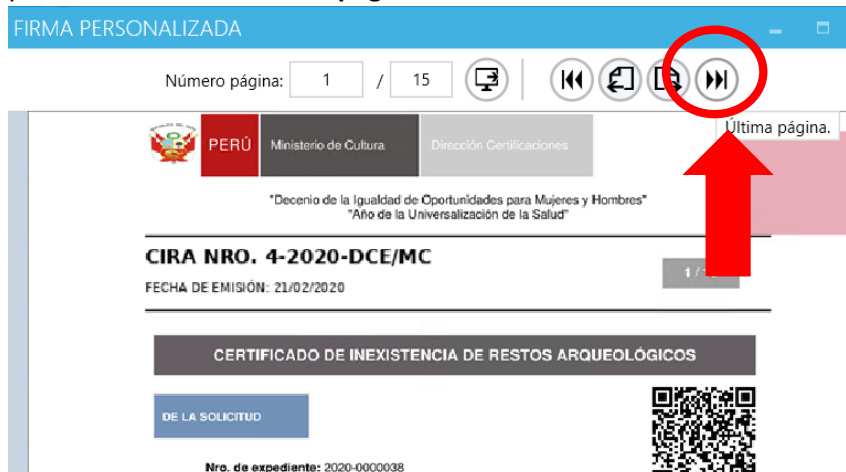 FIRMA PERSONALIZADA
Número página: 1 / 15
Última página.
PERÚ Ministerio de Cultura Dirección Certificaciones
"Decenio de la Igualdad de Oportunidades para Mujeres y Hombres"
"Año de la Universalización de la Salud"
CIRA NRO. 4-2020-DCE/MC
1 /
FECHA DE EMISIÓN: 21/02/2020
CERTIFICADO DE INEXISTENCIA DE RESTOS ARQUEOLÓGICOS
DE LA SOLICITUD
Nro. de expediente: 2020-0000038